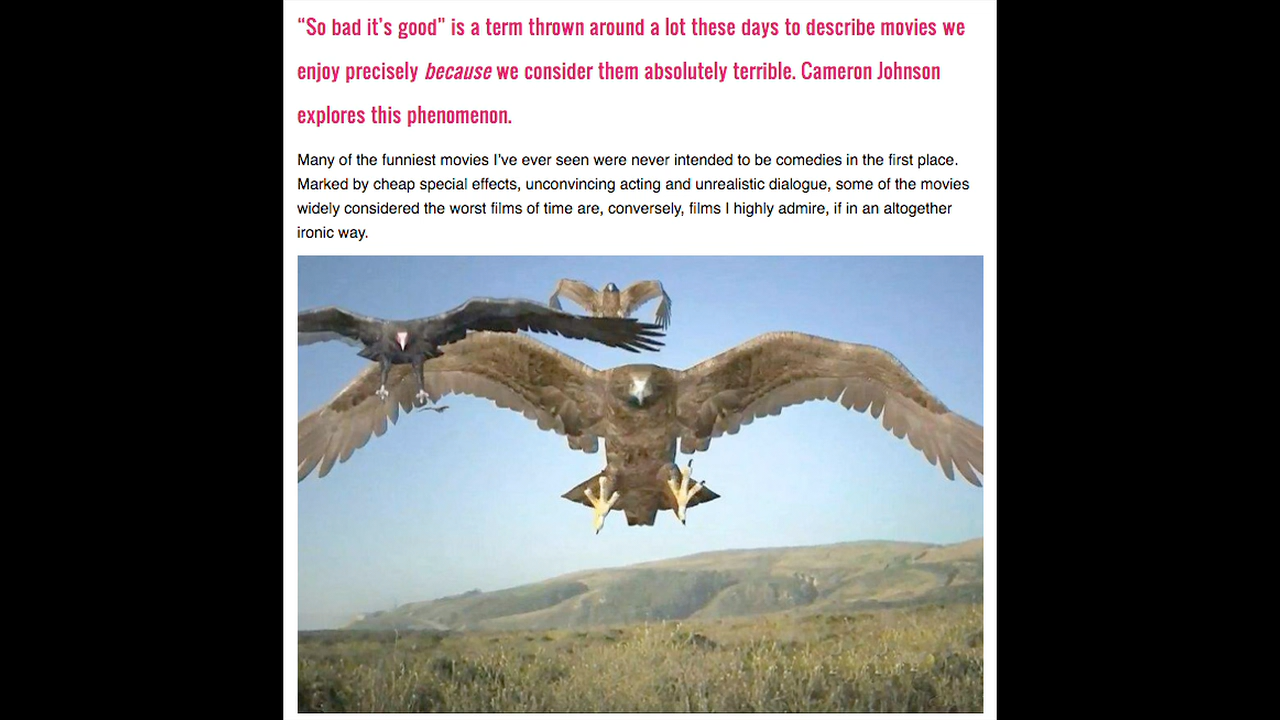 “So bad it’s good" is a term thrown around a lot these days to describe movies we
enjoy precisely because we consider them absolutely terrible. Cameron Johnson
explores this phenomenon.
Many of the funniest movies I’ve ever seen were never intended to be comedies in the first place.
Marked by cheap special effects, unconvincing acting and unrealistic dialogue, some of the movies
widely considered the worst films of time are, conversely, films I highly admire, if in an altogether
ironic way.